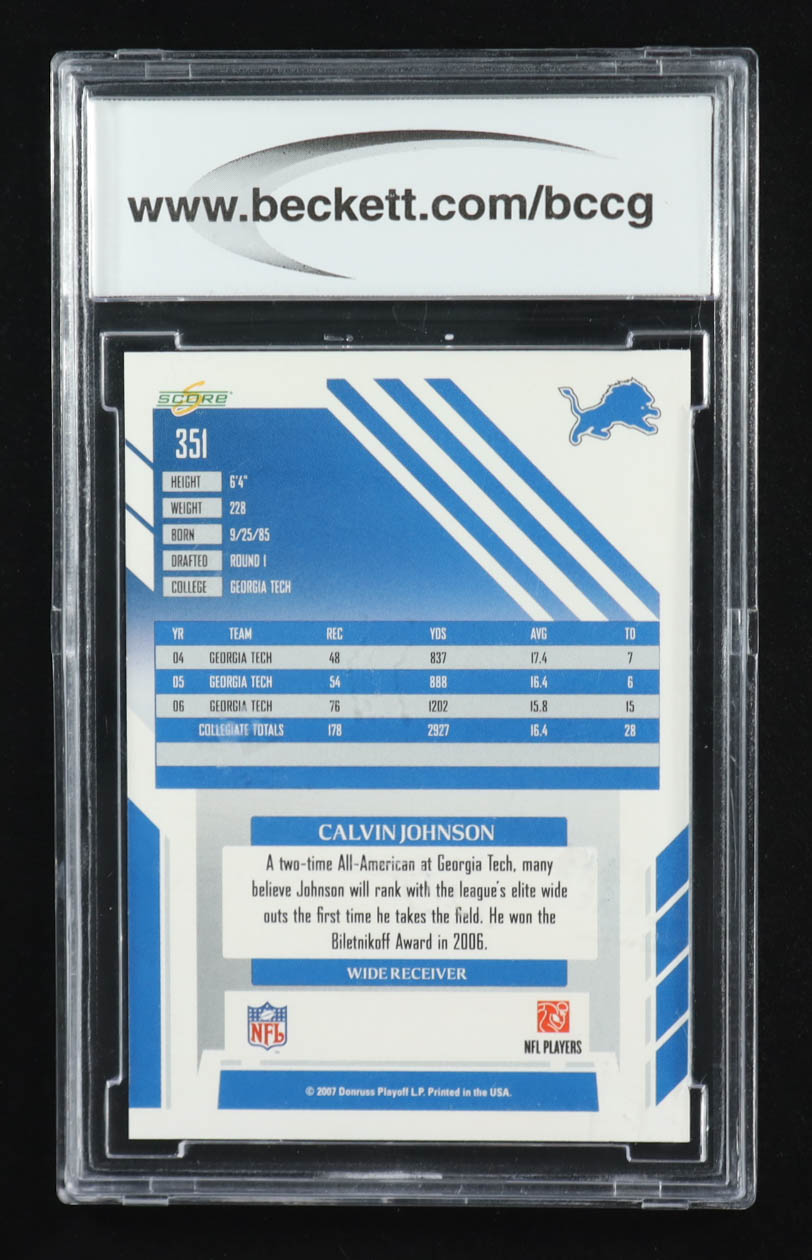 www.beckett.com/bccg
SCORE
351
HEIGHT 6'4"
WEIGHT 228
BORN 9/25/85
DRAFTED ROUND 1
COLLEGE GEORGIA TECH
YR TEAM REC YDS AVG TD
04 GEORGIA TECH 48 837 17.4 7
05 GEORGIA TECH 54 888 16.4 6
06 GEORGIA TECH 76 1202 15.8 15
COLLEGIATE TOTALS 178 2927 16.4 28
CALVIN JOHNSON
A two-time All-American at Georgia Tech, many
believe Johnson will rank with the league's elite wide
outs the first time he takes the field. He won the
Biletnikoff Award in 2006.
WIDE RECEIVER
NFL
NFL PLAYERS
© 2007 Donruss Playoff L.P. Printed in the USA.